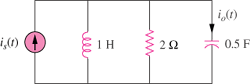 i_s(t)
1 H
2 Ω
i_o(t)
0.5 F